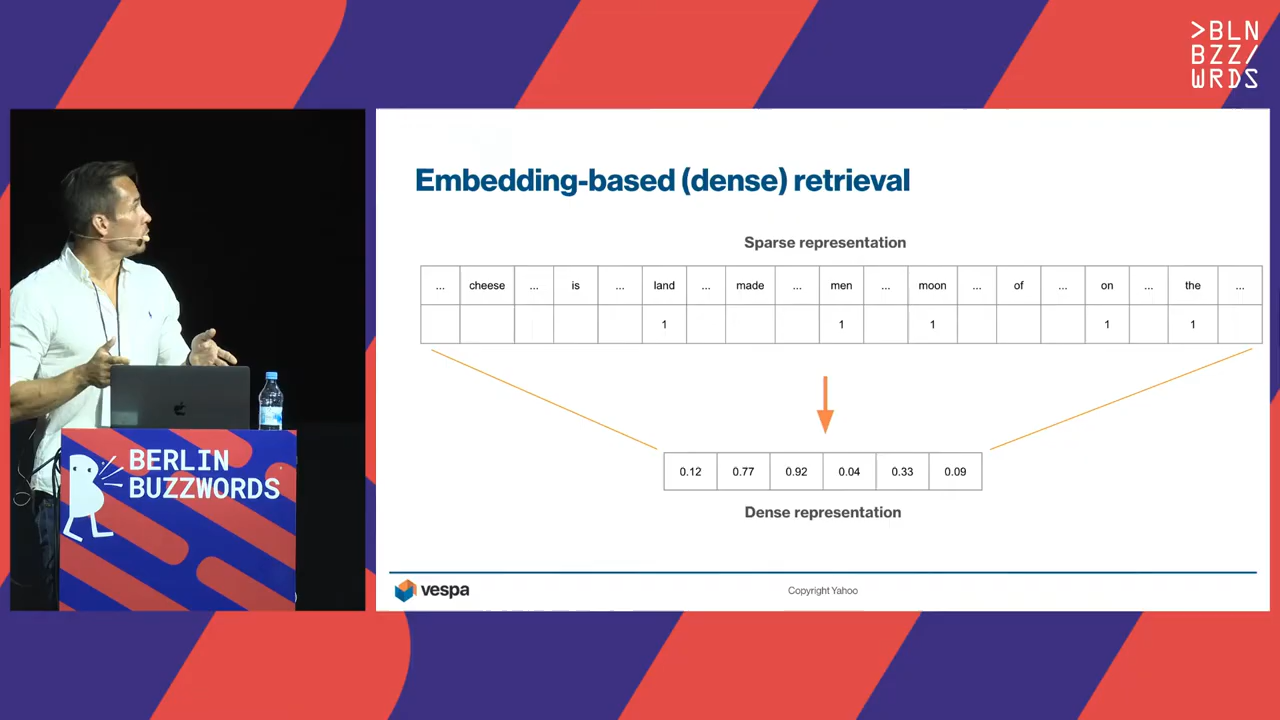 >BLN
BZZ/
WRDS
Embedding-based (dense) retrieval
Sparse representation
... cheese ... is ... land ... made ... men ... moon ... of ... on ... the ...
1 1 1 1 1
0.12 0.77 0.92 0.04 0.33 0.09
Dense representation
vespa
Copyright Yahoo
BERLIN
BUZZWORDS